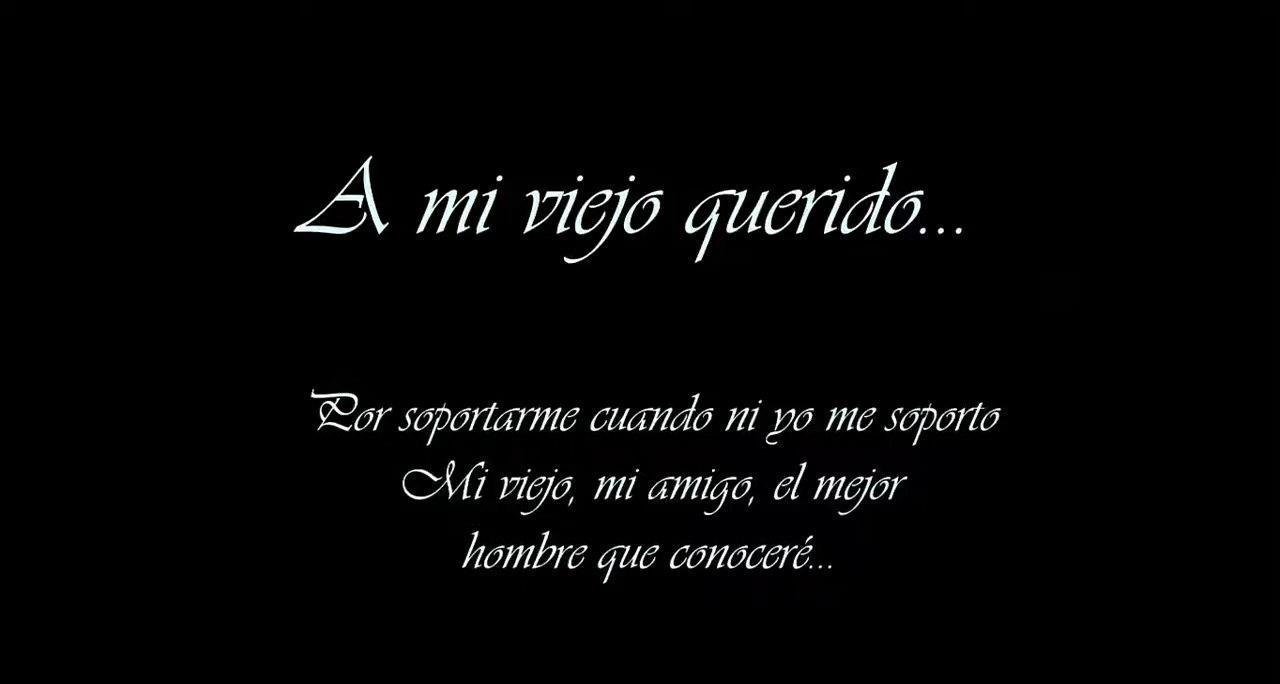 A mi viejo querido...
Por soportarme cuando ni yo me soporto
Mi viejo, mi amigo, el mejor
hombre que conoceré...